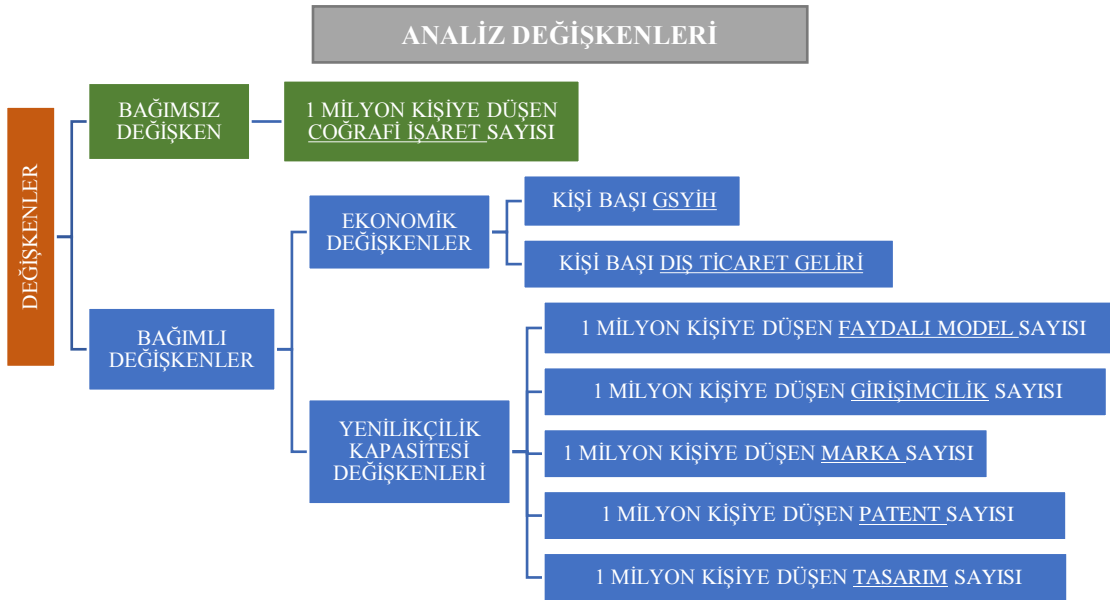 ANALİZ DEĞİŞKENLERİ
DEĞİŞKENLER
BAĞIMSIZ
DEĞİŞKEN
1 MİLYON KİŞİYE DÜŞEN
COĞRAFİ İŞARET SAYISI
BAĞIMLI
DEĞİŞKENLER
EKONOMİK
DEĞİŞKENLER
KİŞİ BAŞI GSYİH
KİŞİ BAŞI DIŞ TİCARET GELİRİ
YENİLİKÇİLİK
KAPASİTESİ
DEĞİŞKENLERİ
1 MİLYON KİŞİYE DÜŞEN FAYDALI MODEL SAYISI
1 MİLYON KİŞİYE DÜŞEN GİRİŞİMCİLİK SAYISI
1 MİLYON KİŞİYE DÜŞEN MARKA SAYISI
1 MİLYON KİŞİYE DÜŞEN PATENT SAYISI
1 MİLYON KİŞİYE DÜŞEN TASARIM SAYISI